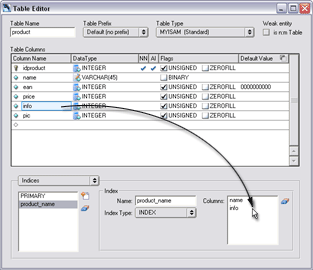 Table Editor
Table Name Table Prefix Table Type Weak entity
product Default (no prefix) MYISAM (Standard) is n:m Table
Table Columns
Column Name DataType NN AI Flags Default Value
idproduct INTEGER UNSIGNED ZEROFILL
name VARCHAR(45) BINARY
ean INTEGER UNSIGNED ZEROFILL 0000000000
price INTEGER UNSIGNED ZEROFILL
info INTEGER UNSIGNED ZEROFILL
pic INTEGER UNSIGNED ZEROFILL
Indices
PRIMARY
product_name
Index
Name: product_name
Index Type: INDEX
Columns: name
info